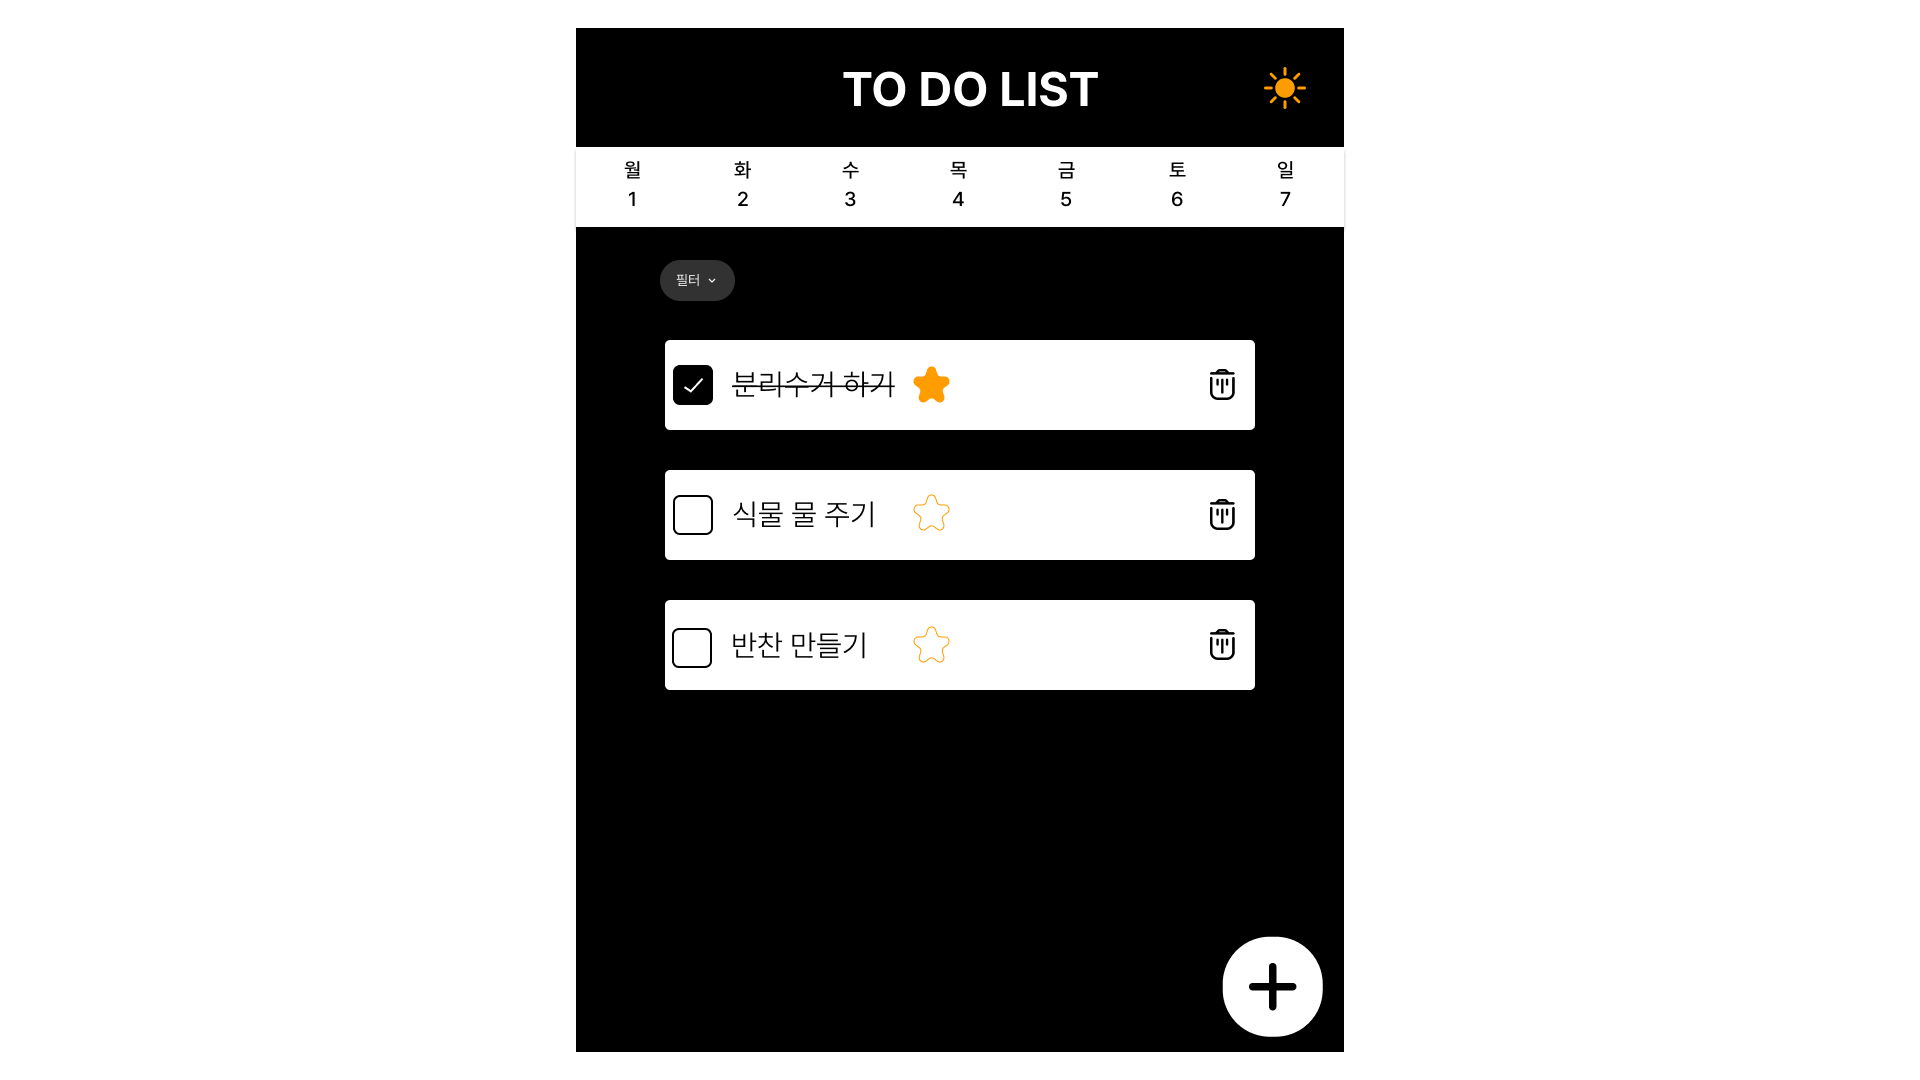 TO DO LIST
월 화 수 목 금 토 일
1 2 3 4 5 6 7
필터
분리수거 하기
식물 물 주기
반찬 만들기